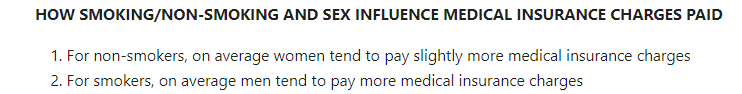 HOW SMOKING/NON-SMOKING AND SEX INFLUENCE MEDICAL INSURANCE CHARGES PAID
1. For non-smokers, on average women tend to pay slightly more medical insurance charges
2. For smokers, on average men tend to pay more medical insurance charges